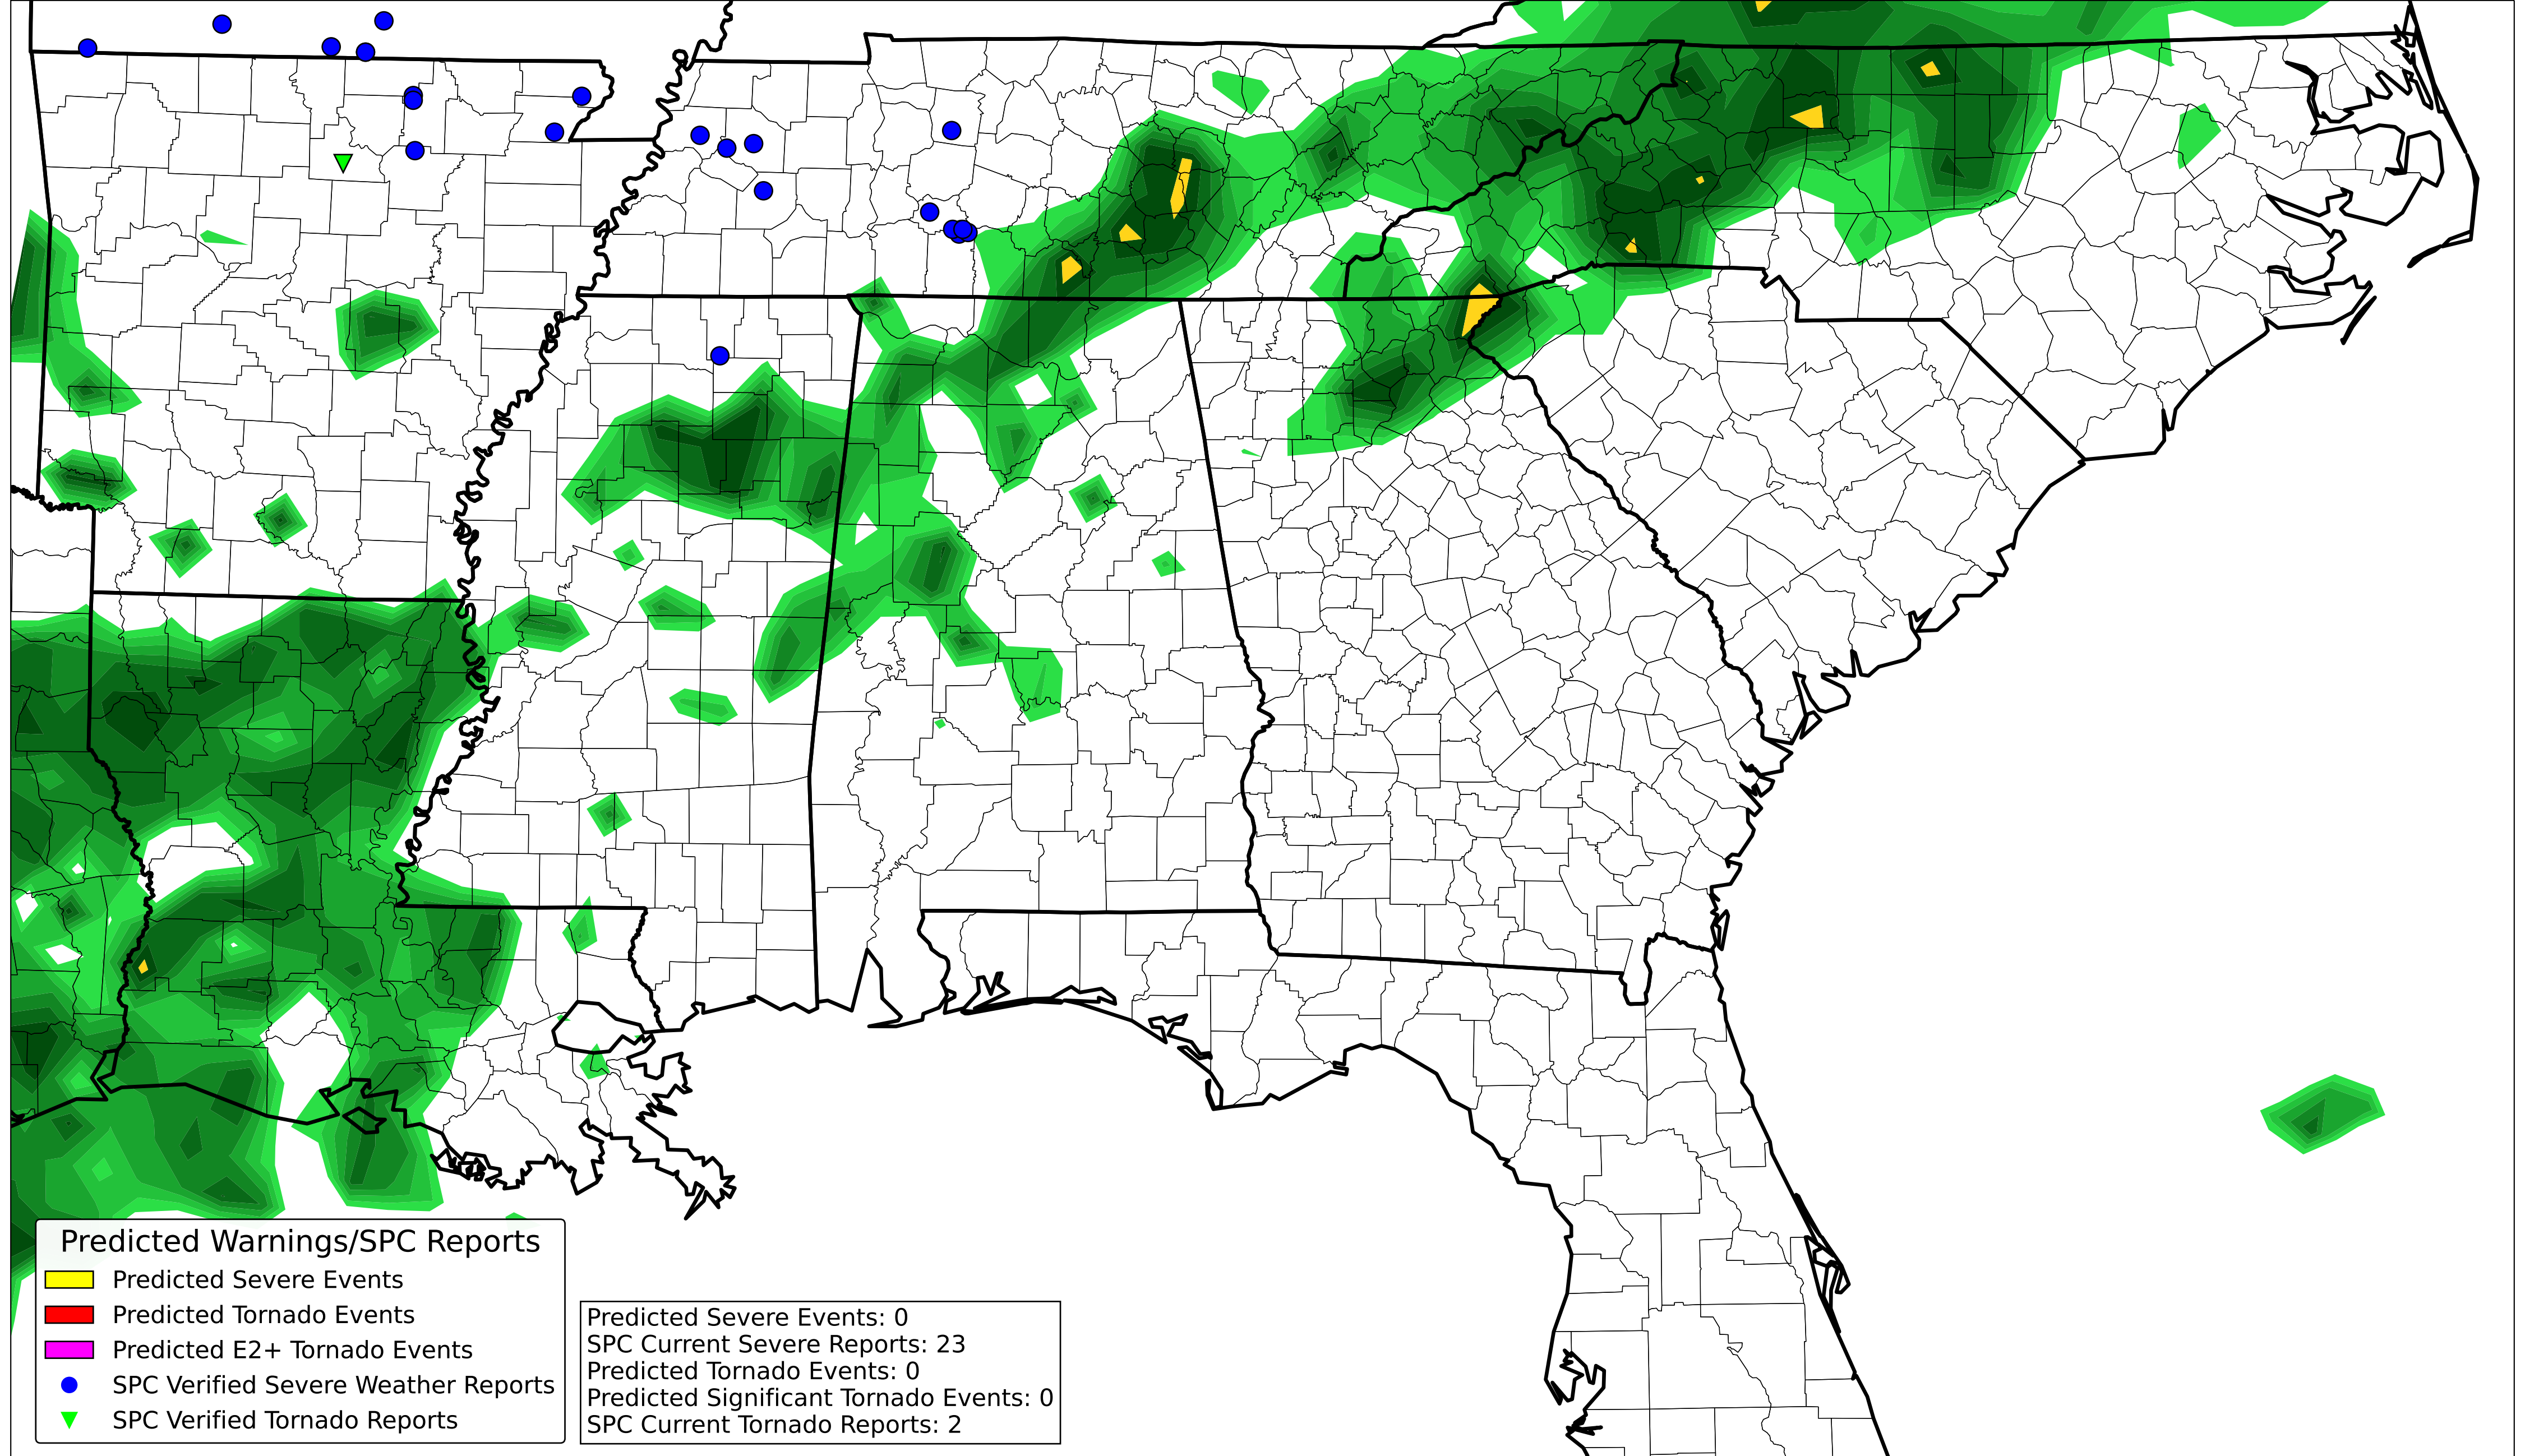 Predicted Warnings/SPC Reports
Predicted Severe Events
Predicted Tornado Events
Predicted E2+ Tornado Events
SPC Verified Severe Weather Reports
SPC Verified Tornado Reports
Predicted Severe Events: 0
SPC Current Severe Reports: 23
Predicted Tornado Events: 0
Predicted Significant Tornado Events: 0
SPC Current Tornado Reports: 2